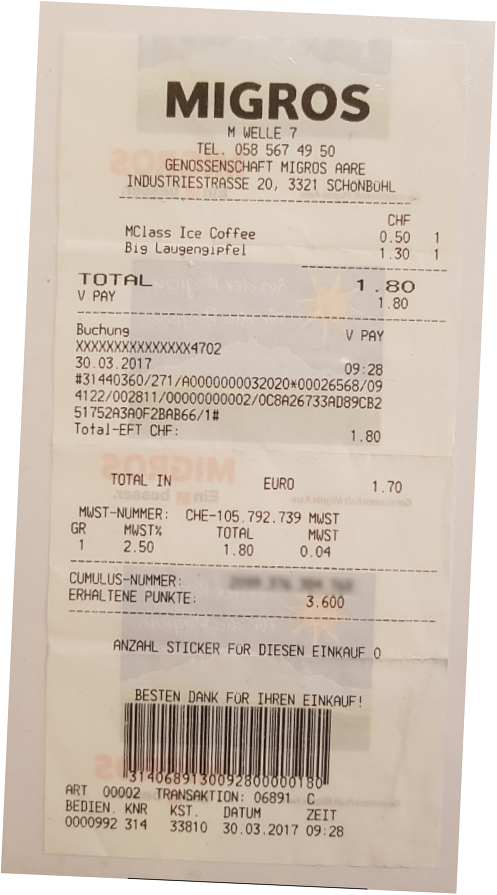 MIGROS
M WELLE 7
TEL. 058 567 49 50
GENOSSENSCHAFT MIGROS AARE
INDUSTRIESTRASSE 20, 3321 SCHÖNBÜHL
CHF
MClass Ice Coffee 0.50 1
Big Laugengipfel 1.30 1
TOTAL 1.80
V PAY 1.80
Buchung V PAY
XXXXXXXXXXXXXXX4702
30.03.2017 09:28
#31440360/271/A0000000032020*00026568/09
4122/002811/00000000002/0C8A26733AD89CB2
51752A3A0F2BAB66/1#
Total-EFT CHF: 1.80
TOTAL IN EURO 1.70
MWST-NUMMER: CHE-105.792.739 MWST
GR MWST% TOTAL MWST
1 2.50 1.80 0.04
CUMULUS-NUMMER:
ERHALTENE PUNKTE: 3.600
ANZAHL STICKER FÜR DIESEN EINKAUF 0
BESTEN DANK FÜR IHREN EINKAUF!
3140689130092800000180
ART 00002 TRANSAKTION: 06891 C
BEDIEN. KNR KST. DATUM ZEIT
0000992 314 33810 30.03.2017 09:28